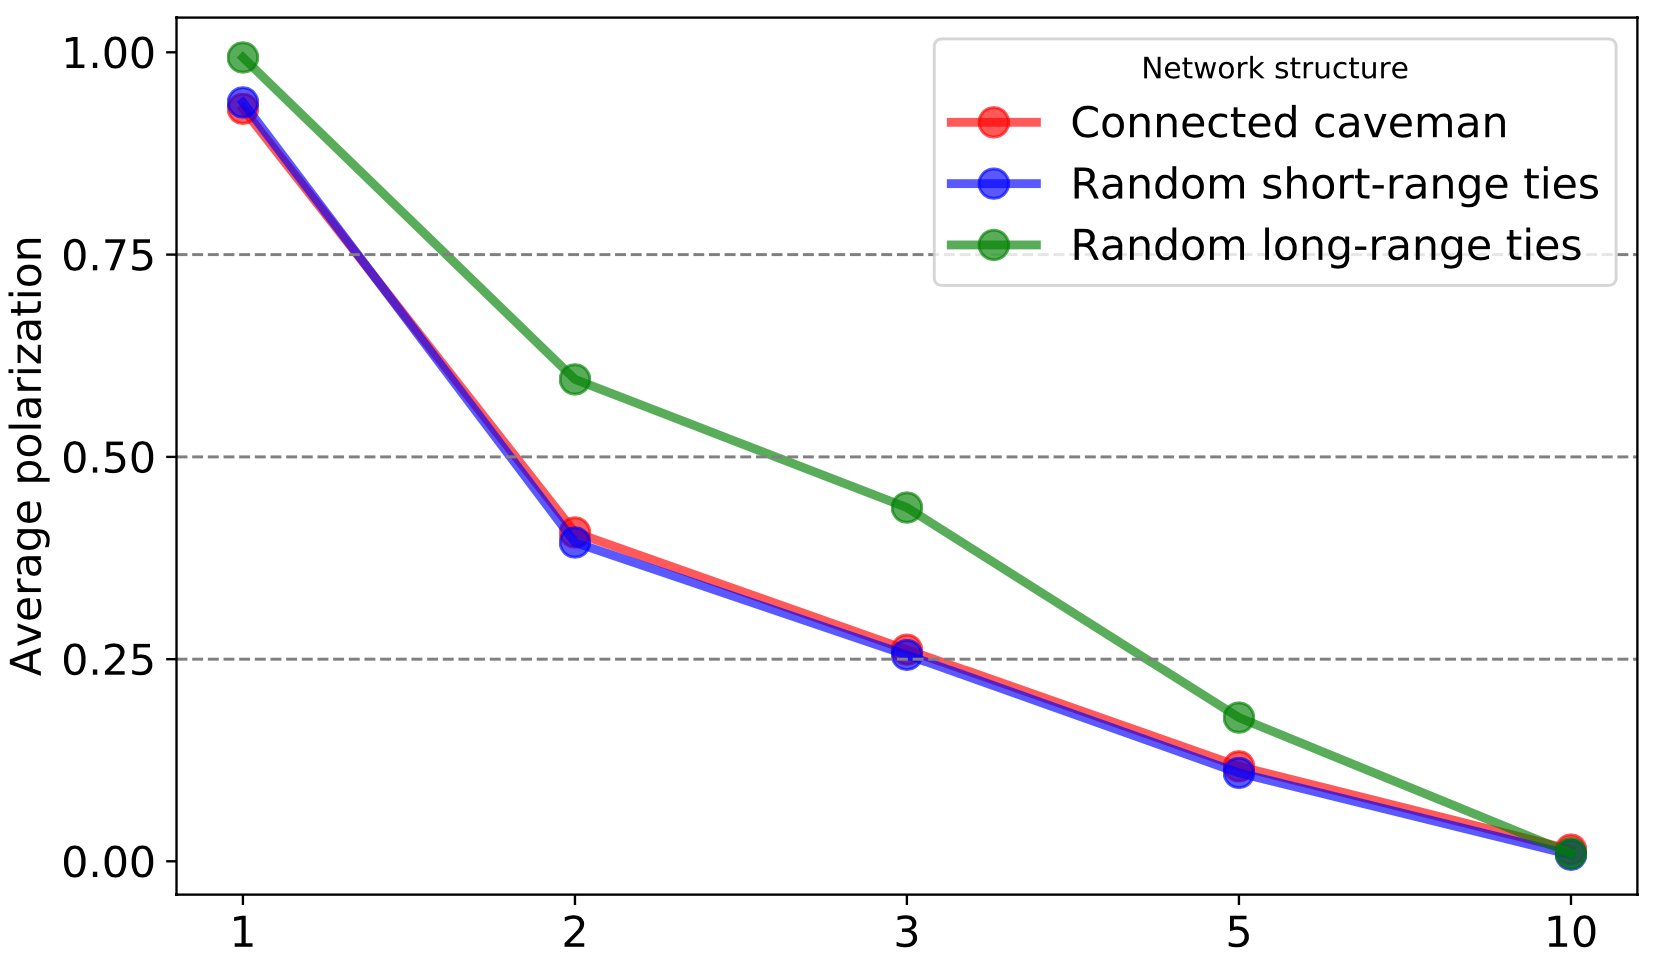 1.00
0.75
0.50
0.25
0.00
Average polarization
Network structure
Connected caveman
Random short-range ties
Random long-range ties
1
2
3
5
10